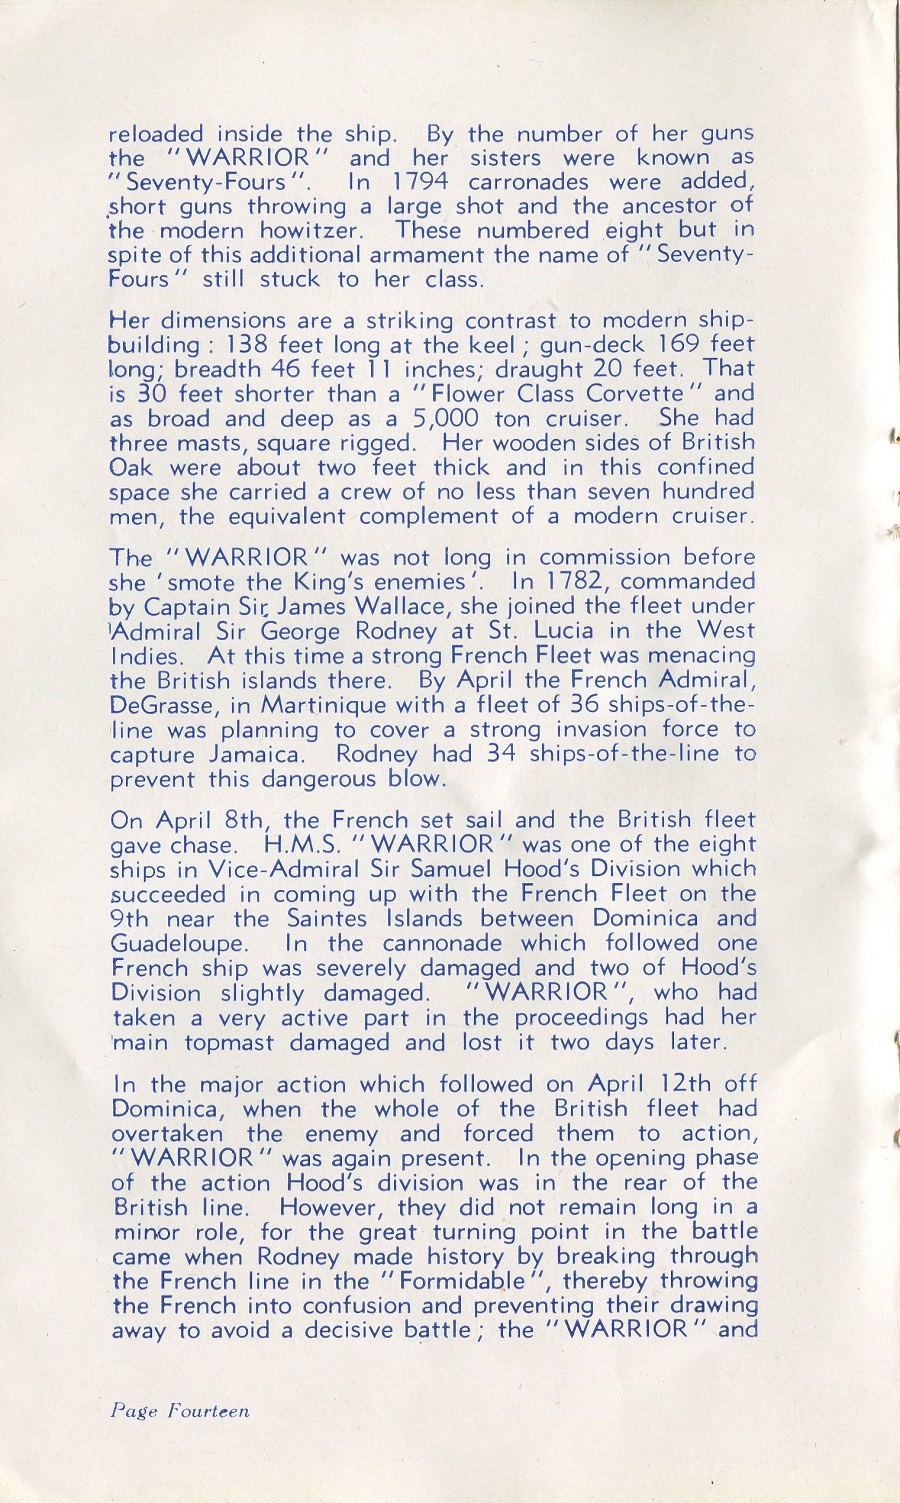 reloaded inside the ship. By the number of her guns
the "WARRIOR" and her sisters were known as
"Seventy-Fours". In 1794 carronades were added,
short guns throwing a large shot and the ancestor of
the modern howitzer. These numbered eight but in
spite of this additional armament the name of "Seventy-
Fours" still stuck to her class.
Her dimensions are a striking contrast to modern ship-
building : 138 feet long at the keel ; gun-deck 169 feet
long; breadth 46 feet 11 inches; draught 20 feet. That
is 30 feet shorter than a "Flower Class Corvette" and
as broad and deep as a 5,000 ton cruiser. She had
three masts, square rigged. Her wooden sides of British
Oak were about two feet thick and in this confined
space she carried a crew of no less than seven hundred
men, the equivalent complement of a modern cruiser.
The "WARRIOR" was not long in commission before
she 'smote the King's enemies'. In 1782, commanded
by Captain Sir James Wallace, she joined the fleet under
Admiral Sir George Rodney at St. Lucia in the West
Indies. At this time a strong French Fleet was menacing
the British islands there. By April the French Admiral,
DeGrasse, in Martinique with a fleet of 36 ships-of-the-
line was planning to cover a strong invasion force to
capture Jamaica. Rodney had 34 ships-of-the-line to
prevent this dangerous blow.
On April 8th, the French set sail and the British fleet
gave chase. H.M.S. "WARRIOR" was one of the eight
ships in Vice-Admiral Sir Samuel Hood's Division which
succeeded in coming up with the French Fleet on the
9th near the Saintes Islands between Dominica and
Guadeloupe. In the cannonade which followed one
French ship was severely damaged and two of Hood's
Division slightly damaged. "WARRIOR", who had
taken a very active part in the proceedings had her
main topmast damaged and lost it two days later.
In the major action which followed on April 12th off
Dominica, when the whole of the British fleet had
overtaken the enemy and forced them to action,
"WARRIOR" was again present. In the opening phase
of the action Hood's division was in the rear of the
British line. However, they did not remain long in a
minor role, for the great turning point in the battle
came when Rodney made history by breaking through
the French line in the "Formidable", thereby throwing
the French into confusion and preventing their drawing
away to avoid a decisive battle ; the "WARRIOR" and
Page Fourteen